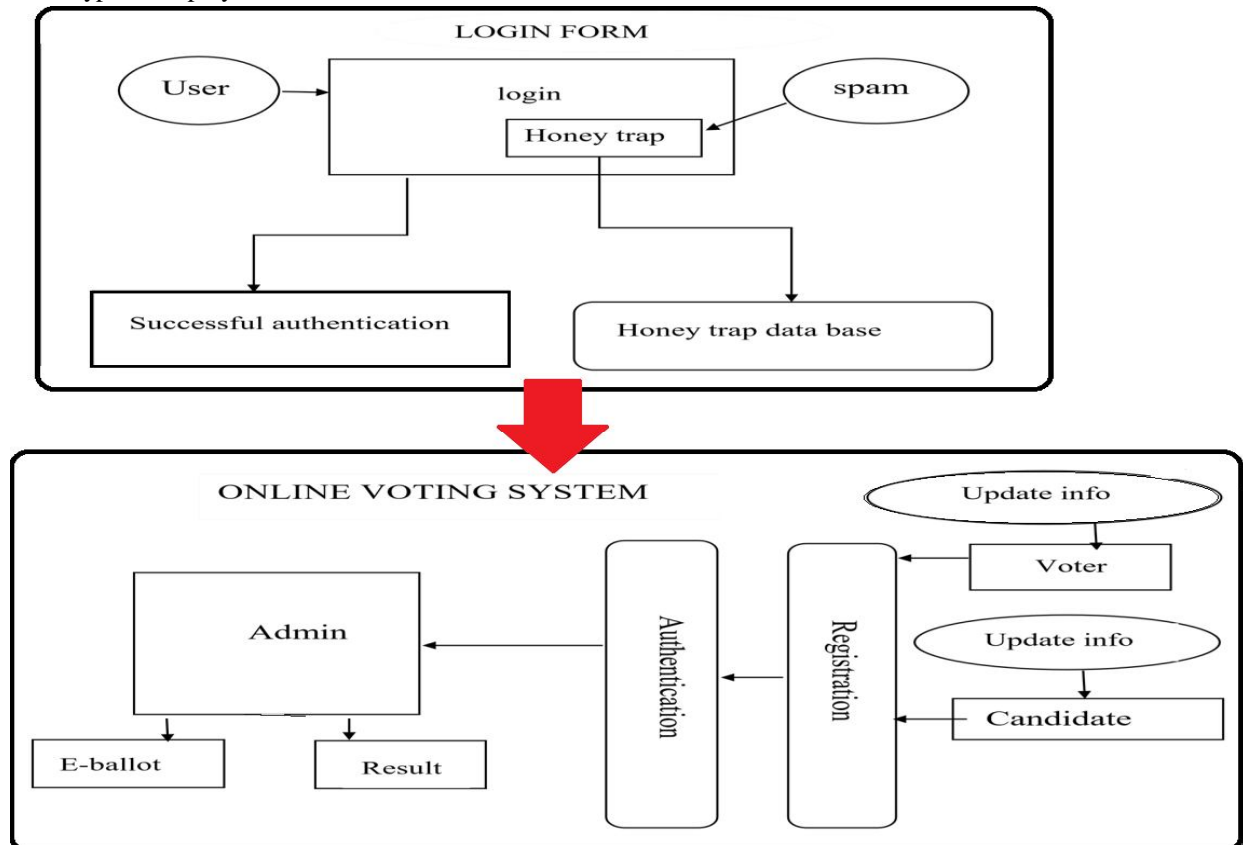 LOGIN FORM
User
login
spam
Honey trap
Successful authentication
Honey trap data base
ONLINE VOTING SYSTEM
Update info
Voter
Admin
Authentication
Registration
Update info
Candidate
E-ballot
Result